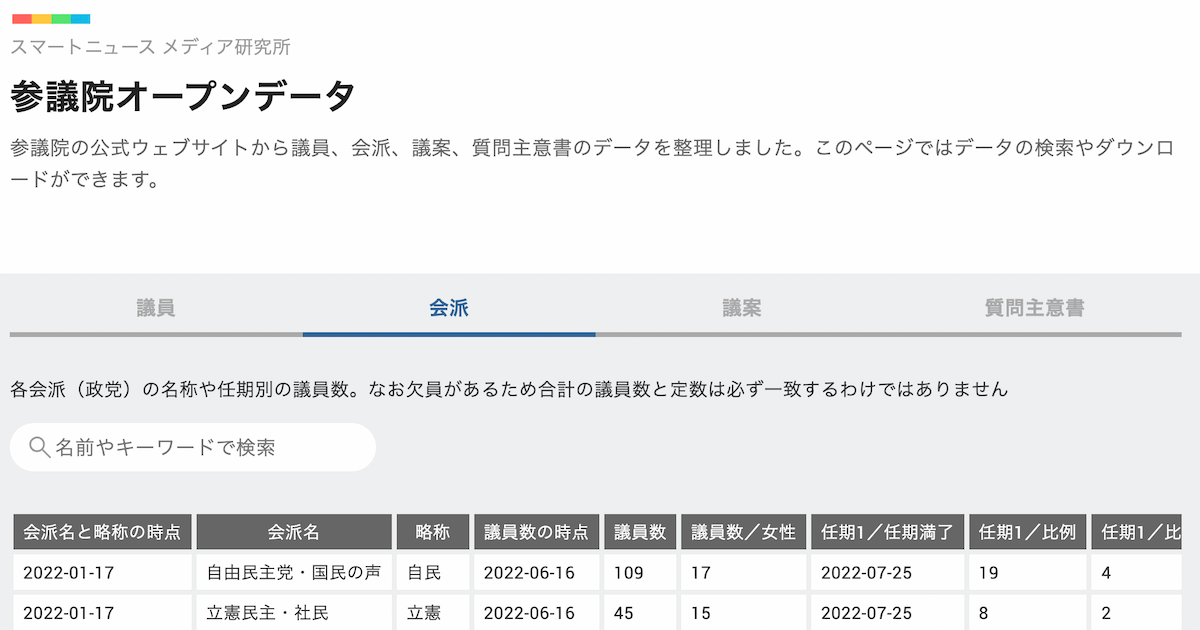 スマートニュース メディア研究所
参議院オープンデータ
参議院の公式ウェブサイトから議員、会派、議案、質問主意書のデータを整理しました。このページではデータの検索やダウンロ
ードができます。
議員 会派 議案 質問主意書
各会派（政党）の名称や任期別の議員数。なお欠員があるため合計の議員数と定数は必ず一致するわけではありません
名前やキーワードで検索
会派名と略称の時点 会派名 略称 議員数の時点 議員数 議員数／女性 任期1／任期満了 任期1／比例 任期1／比
2022-01-17 自由民主党・国民の声 自民 2022-06-16 109 17 2022-07-25 19 4
2022-01-17 立憲民主・社民 立憲 2022-06-16 45 15 2022-07-25 8 2